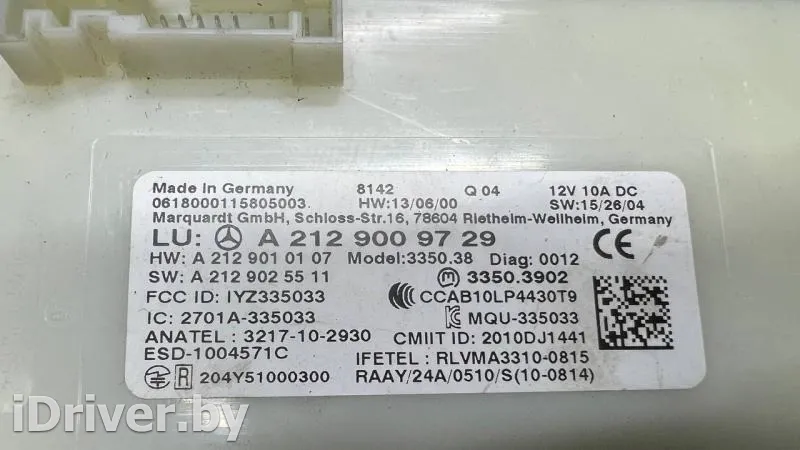 Made in Germany 8142 Q 04 12V 10A DC
0618000115805003. HW:13/06/00 SW:15/26/04
Marquardt GmbH, Schloss-Str.16, 78604 Rietheim-Weilheim, Germany
LU: A 212 900 97 29 CE
HW: A 212 901 01 07 Model:3350.38 Diag: 0012
SW: A 212 902 55 11 m 3350.3902
FCC ID: IYZ335033 CCAB10LP4430T9
IC: 2701A-335033 MQU-335033
ANATEL : 3217-10-2930 CMIIT ID: 2010DJ1441
ESD-1004571C IFETEL : RLVMA3310-0815
R 204Y51000300 RAAY/24A/0510/S(10-0814)
iDriver.by